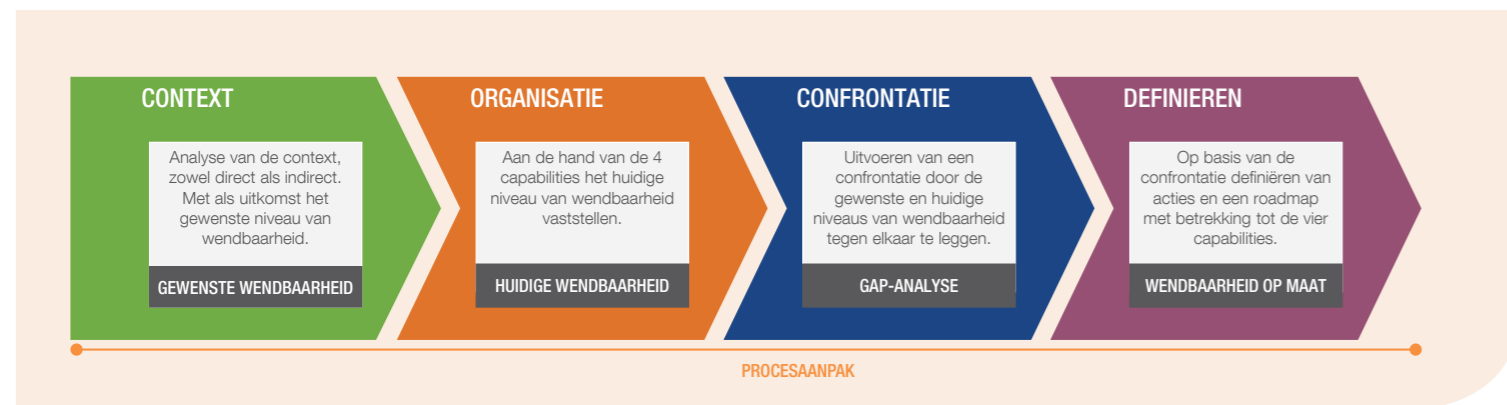 CONTEXT
Analyse van de context,
zowel direct als indirect.
Met als uitkomst het
gewenste niveau van
wendbaarheid.
GEWENSTE WENDBAARHEID
ORGANISATIE
Aan de hand van de 4
capabilities het huidige
niveau van wendbaarheid
vaststellen.
HUIDIGE WENDBAARHEID
CONFRONTATIE
Uitvoeren van een
confrontatie door de
gewenste en huidige
niveaus van wendbaarheid
tegen elkaar te leggen.
GAP-ANALYSE
DEFINIEREN
Op basis van de
confrontatie definiëren van
acties en een roadmap
met betrekking tot de vier
capabilities.
WENDBAARHEID OP MAAT
PROCESAANPAK